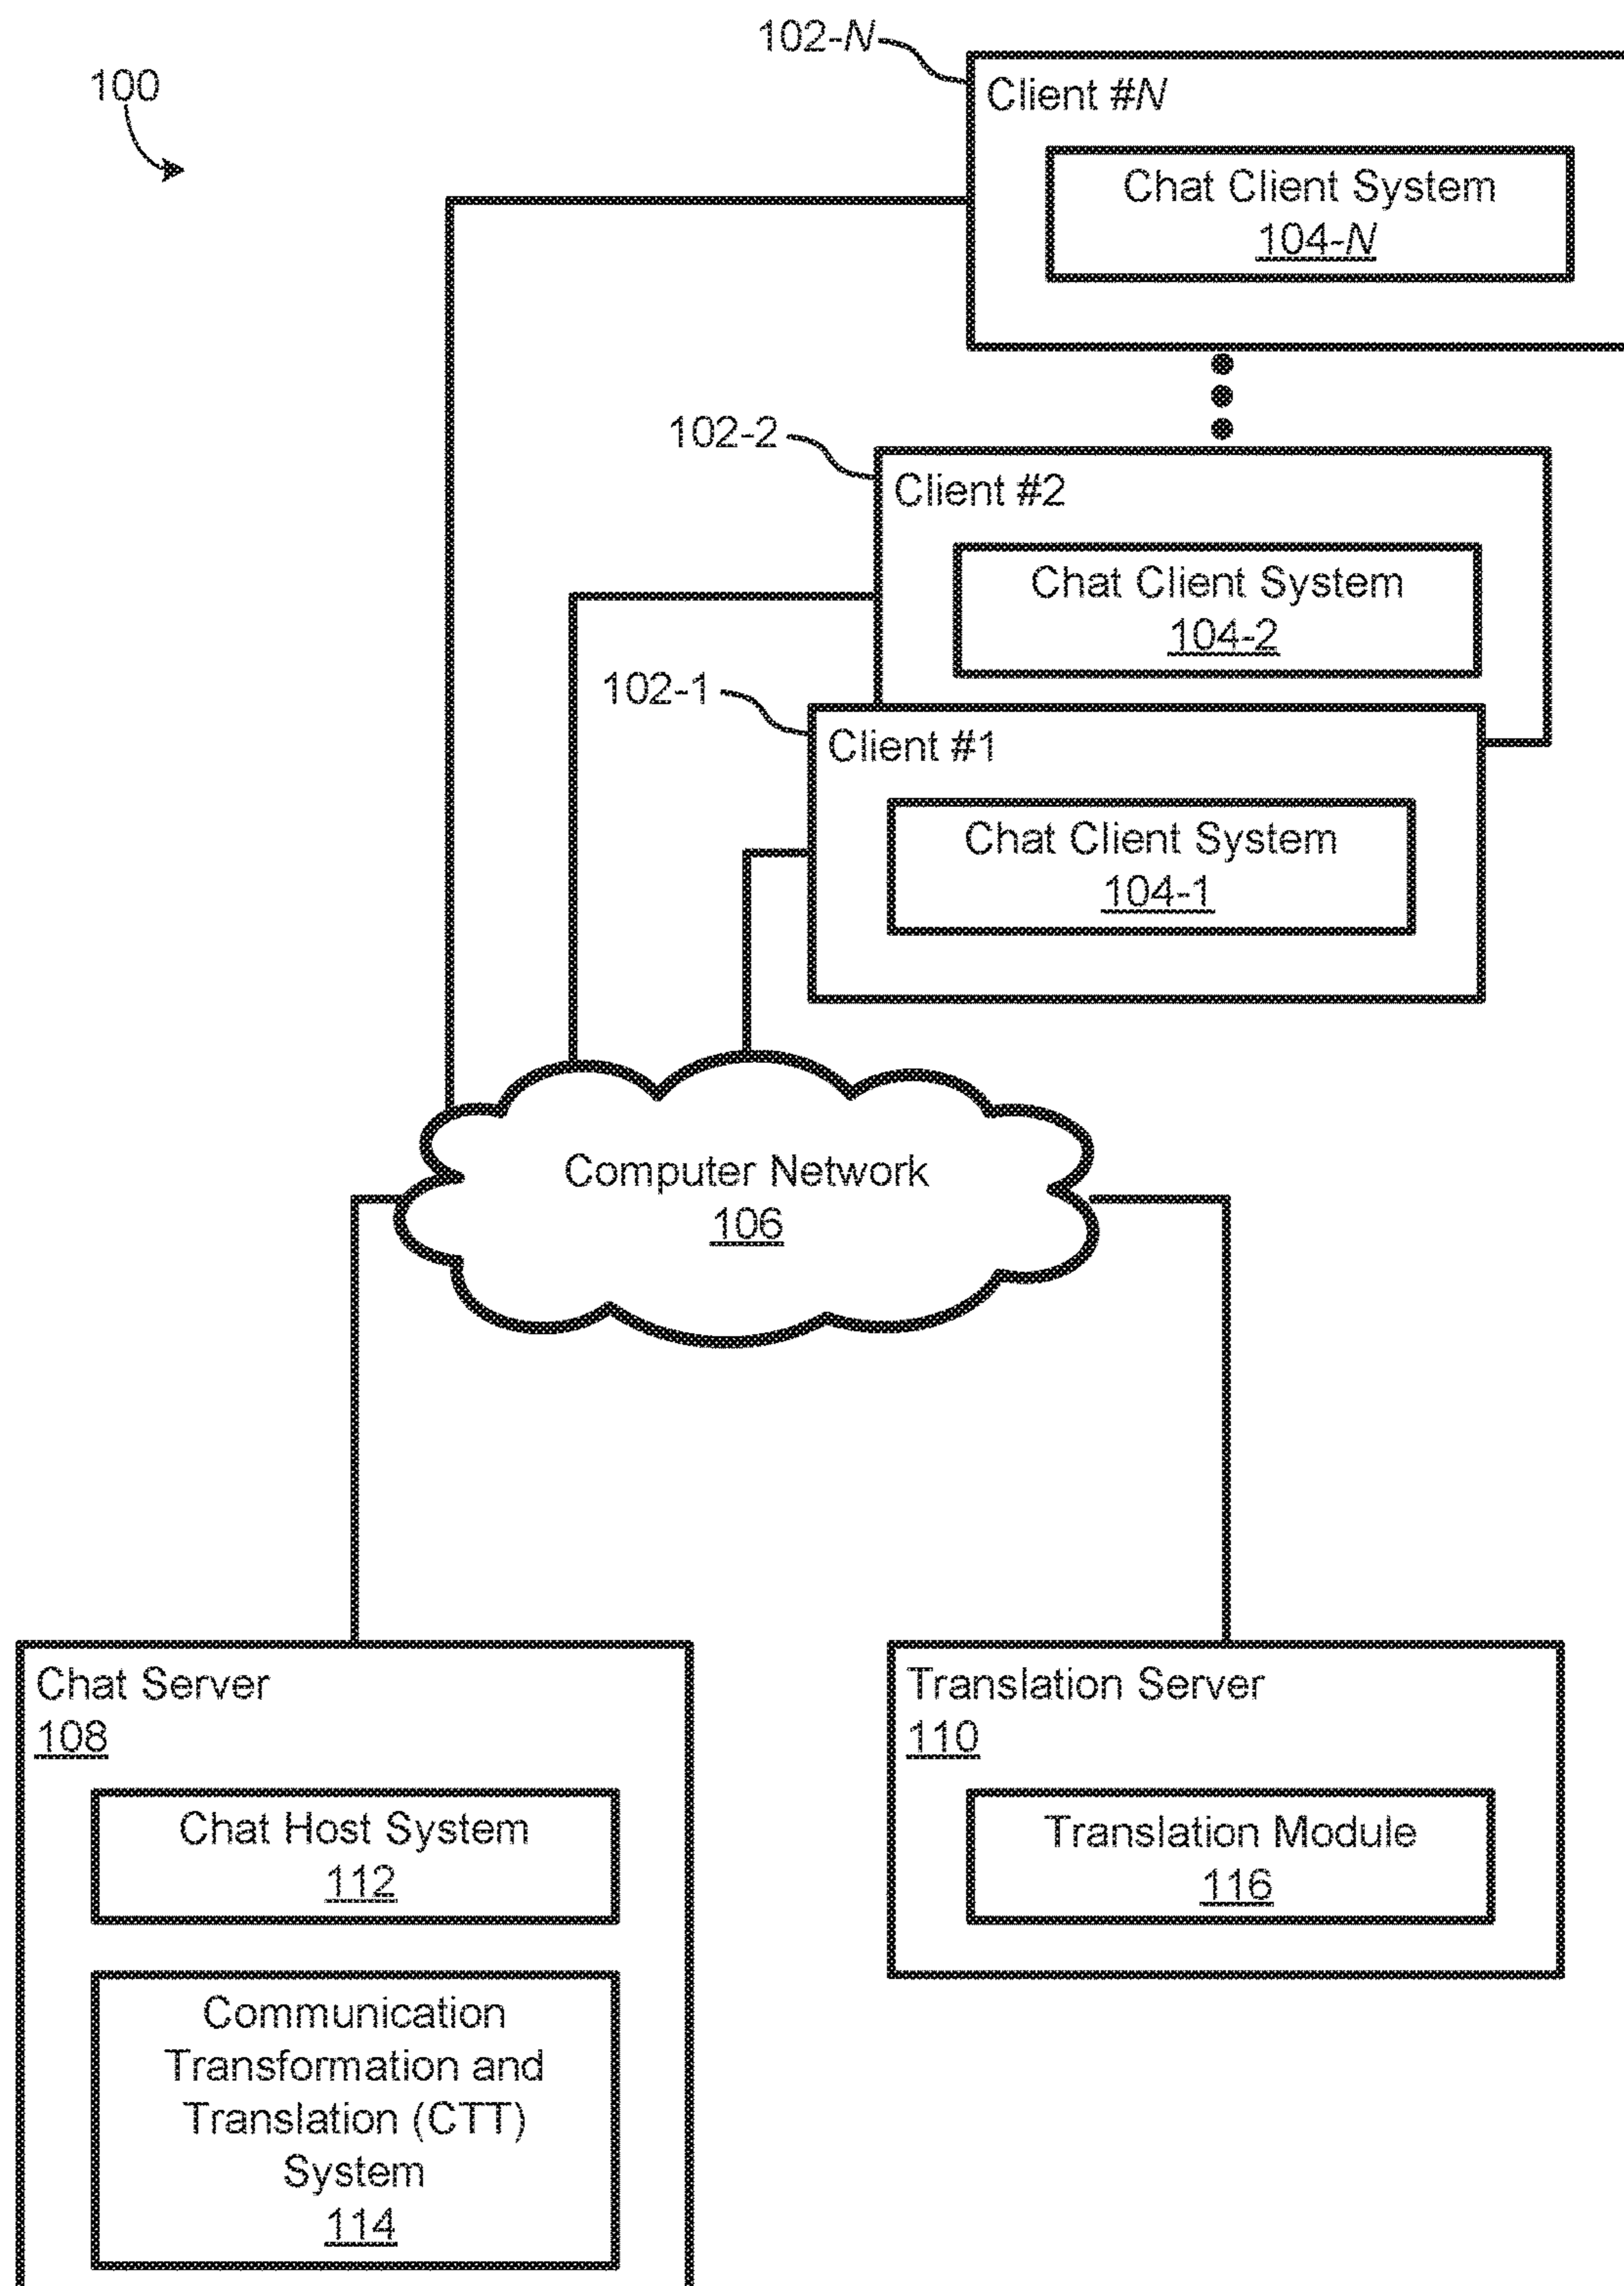 102-N
100
Client #N
Chat Client System
104-N
102-2
Client #2
Chat Client System
104-2
102-1
Client #1
Chat Client System
104-1
Computer Network
106
Chat Server
108
Chat Host System
112
Communication
Transformation and
Translation (CTT)
System
114
Translation Server
110
Translation Module
116